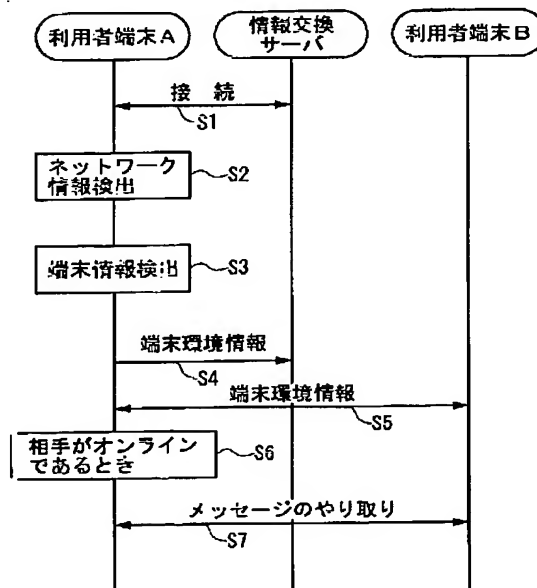 利用者端末A
情報交換
サーバ
利用者端末B
接続
S1
ネットワーク
情報検出
S2
端末情報検出
S3
端末環境情報
S4
端末環境情報
S5
相手がオンライン
であるとき
S6
メッセージのやり取り
S7